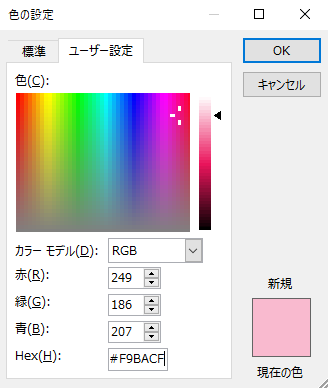 色の設定
標準 ユーザー設定
OK
キャンセル
色(C):
カラー モデル(D): RGB
赤(R): 249
緑(G): 186
青(B): 207
Hex(H): #F9BACF
新規
現在の色